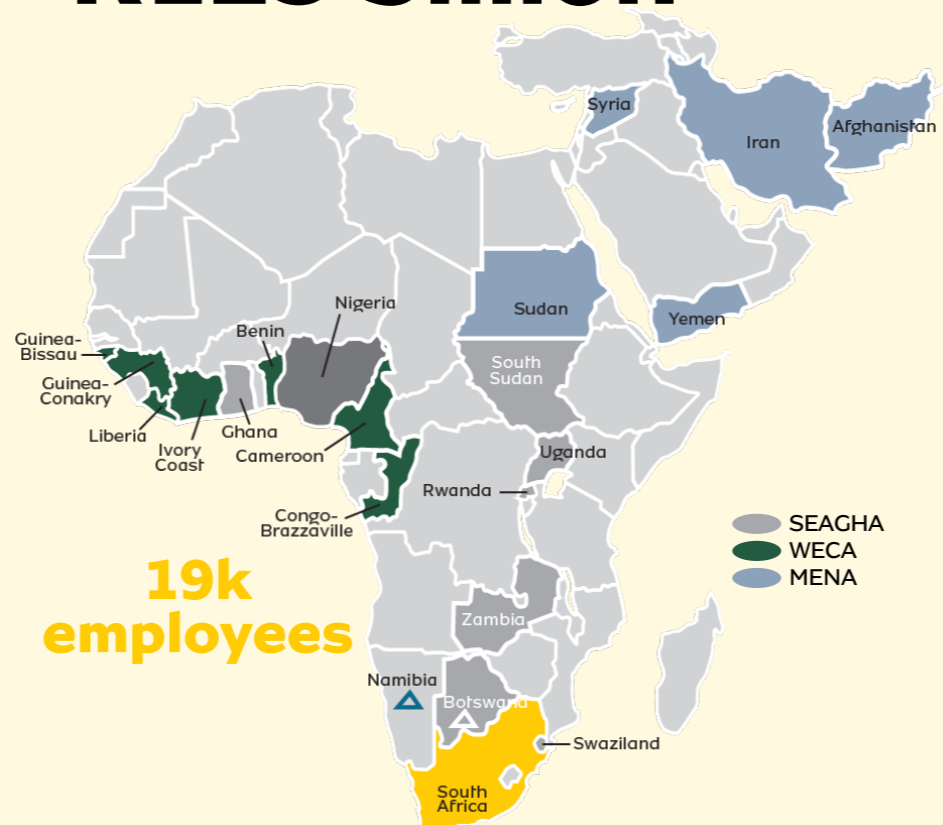 Syria
Iran
Afghanistan
Sudan
Yemen
Nigeria
Benin
Guinea-
Bissau
Guinea-
Conakry
Liberia
Ivory
Coast
Ghana
Cameroon
Congo-
Brazzaville
South
Sudan
Uganda
Rwanda
SEAGHA
WECA
MENA
19k
employees
Zambia
Namibia
Botswana
Swaziland
South
Africa